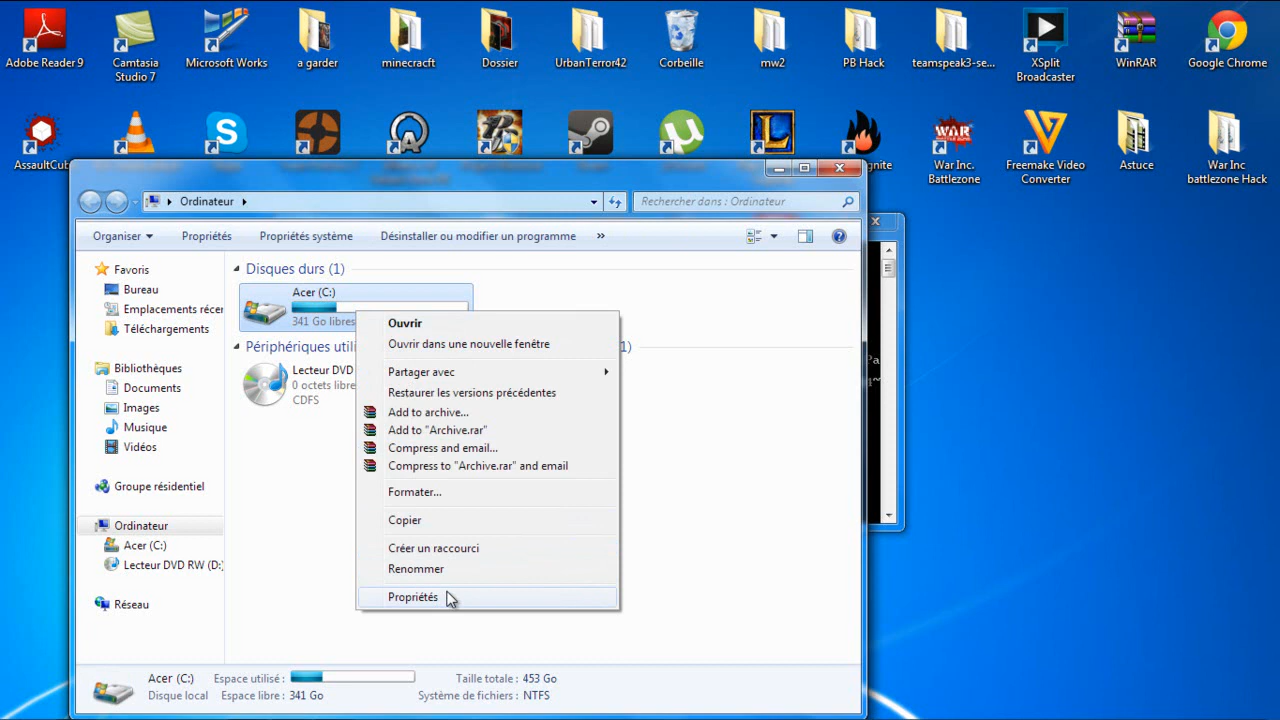 Adobe Reader 9
Camtasia
Studio 7
Microsoft Works
a garder
minecracft
Dossier
UrbanTerror42
Corbeille
mw2
PB Hack
teamspeak3-se...
XSplit
Broadcaster
WinRAR
Google Chrome
AssaultCub
War Inc.
Battlezone
Freemake Video
Converter
Astuce
War Inc
battlezone Hack
Ordinateur
Rechercher dans : Ordinateur
Organiser
Propriétés
Propriétés système
Désinstaller ou modifier un programme
»
Favoris
Bureau
Emplacements récer
Téléchargements
Bibliothèques
Documents
Images
Musique
Vidéos
Groupe résidentiel
Ordinateur
Acer (C:)
Lecteur DVD RW (D:)
Réseau
Disques durs (1)
Acer (C:)
341 Go libres
Périphériques utili
1)
Lecteur DVD
0 octets libre
CDFS
Ouvrir
Ouvrir dans une nouvelle fenêtre
Partager avec
Restaurer les versions précédentes
Add to archive...
Add to "Archive.rar"
Compress and email...
Compress to "Archive.rar" and email
Formater...
Copier
Créer un raccourci
Renommer
Propriétés
Acer (C:)
Disque local
Espace utilisé :
Espace libre : 341 Go
Taille totale : 453 Go
Système de fichiers : NTFS